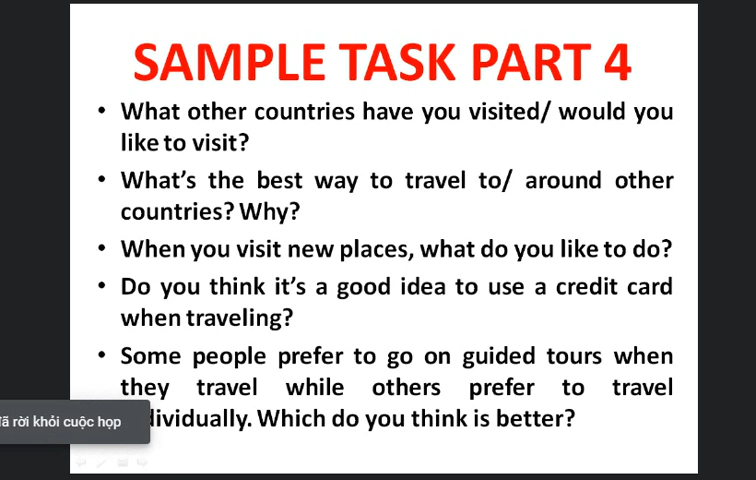 SAMPLE TASK PART 4
• What other countries have you visited/ would you
like to visit?
• What's the best way to travel to/ around other
countries? Why?
• When you visit new places, what do you like to do?
• Do you think it's a good idea to use a credit card
when traveling?
• Some people prefer to go on guided tours when
they travel while others prefer to travel
dividually. Which do you think is better?
đã rời khỏi cuộc họp